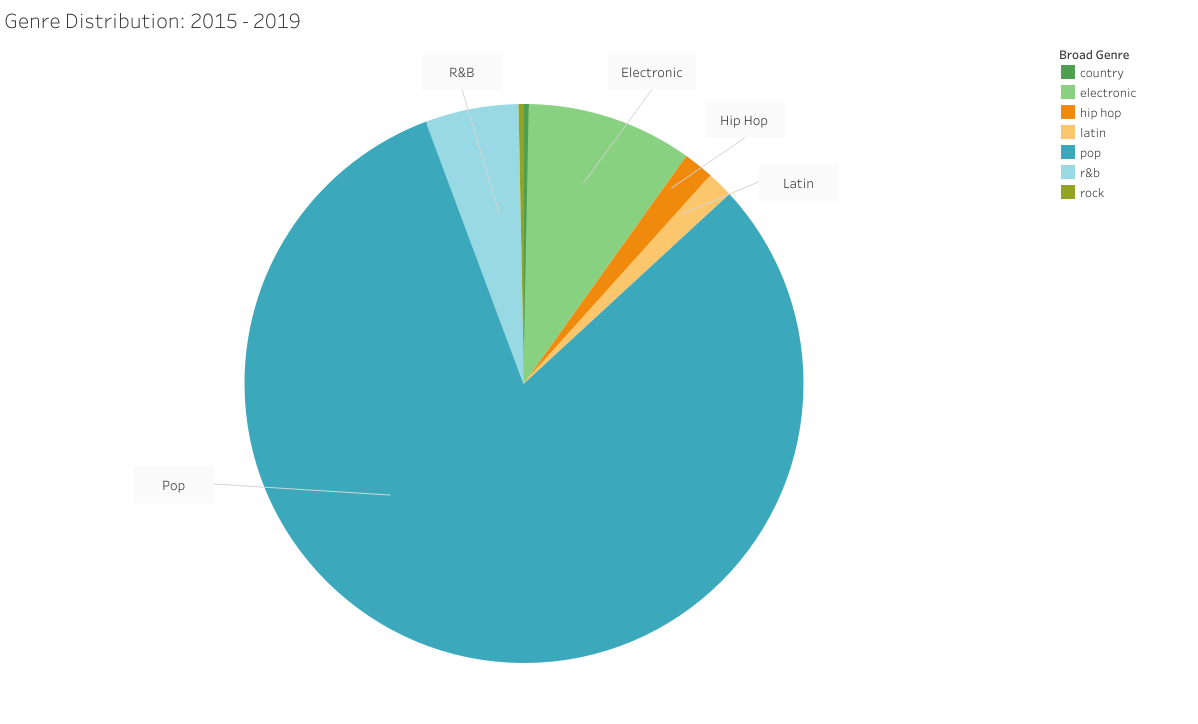 Genre Distribution: 2015 - 2019
R&B
Electronic
Hip Hop
Latin
Pop
Broad Genre
country
electronic
hip hop
latin
pop
r&b
rock